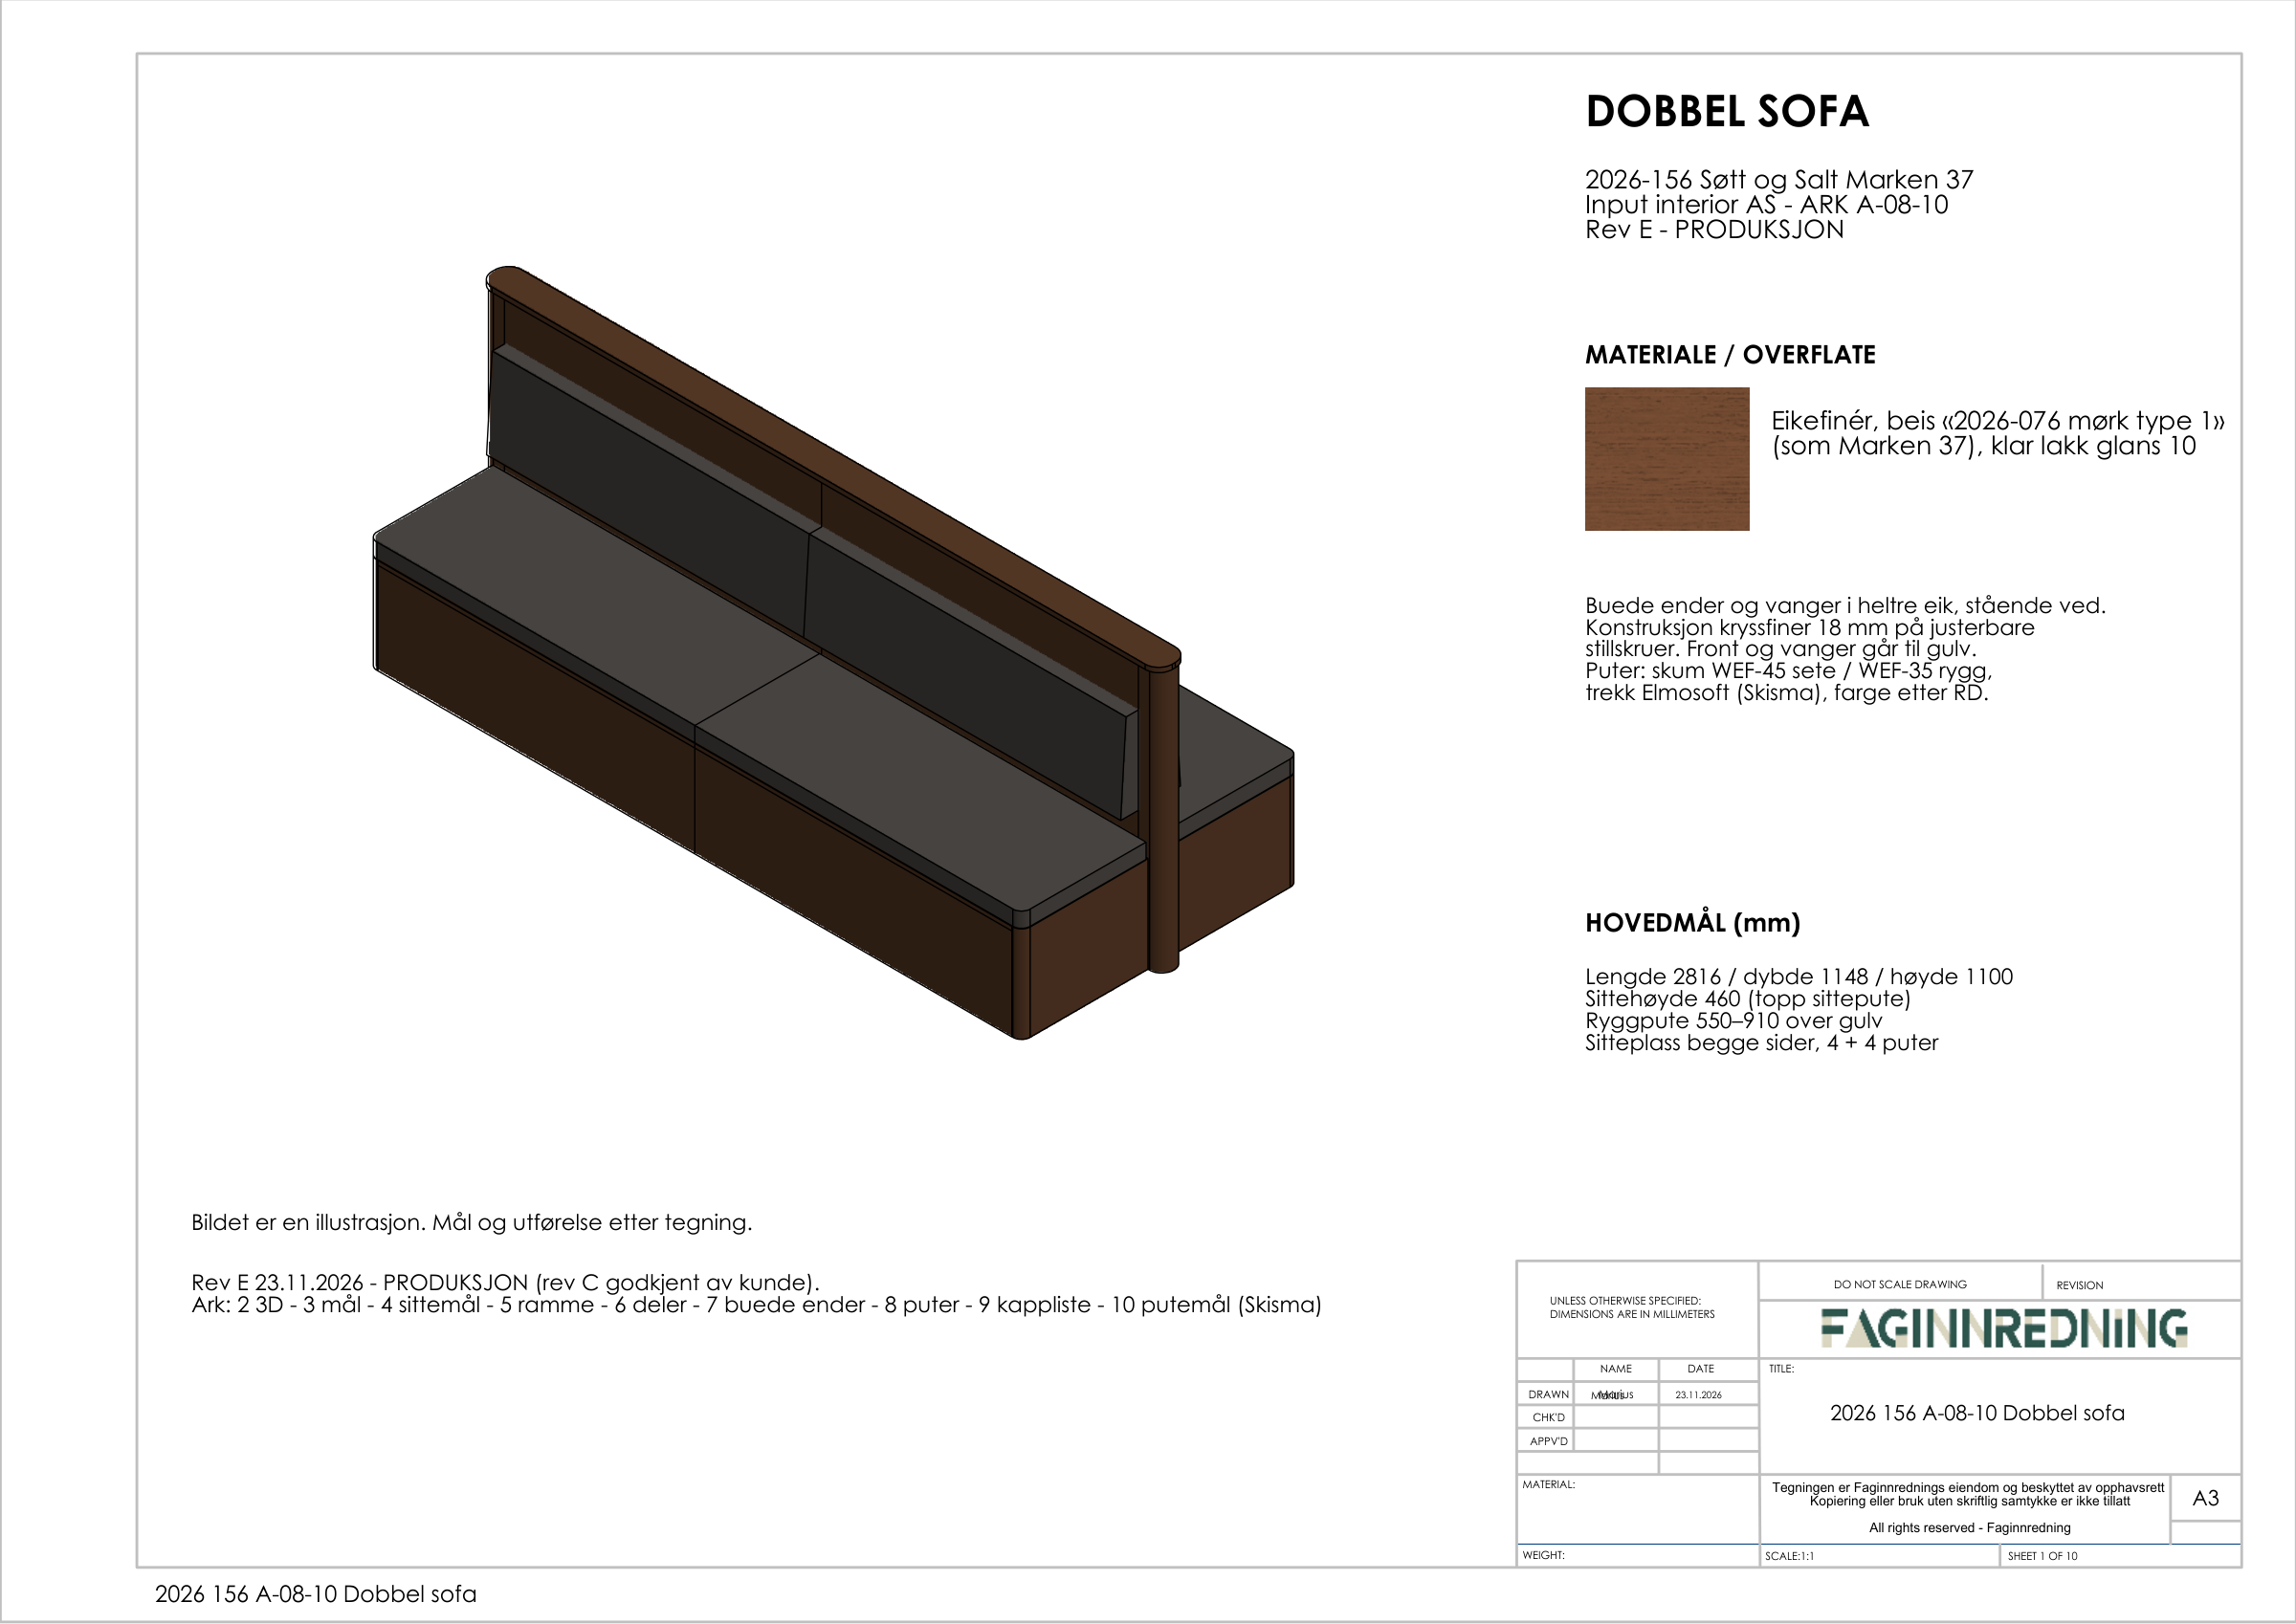 DOBBEL SOFA
2026-156 Søtt og Salt Marken 37
Input interior AS - ARK A-08-10
Rev E - PRODUKSJON
MATERIALE / OVERFLATE
Eikefinér, beis «2026-076 mørk type 1»
(som Marken 37), klar lakk glans 10
Buede ender og vanger i heltre eik, stående ved.
Konstruksjon kryssfiner 18 mm på justerbare
stillskruer. Front og vanger går til gulv.
Puter: skum WEF-45 sete / WEF-35 rygg,
trekk Elmosoft (Skisma), farge etter RD.
HOVEDMÅL (mm)
Lengde 2816 / dybde 1148 / høyde 1100
Sittehøyde 460 (topp sittepute)
Ryggpute 550–910 over gulv
Sitteplass begge sider, 4 + 4 puter
Bildet er en illustrasjon. Mål og utførelse etter tegning.
Rev E 23.11.2026 - PRODUKSJON (rev C godkjent av kunde).
Ark: 2 3D - 3 mål - 4 sittemål - 5 ramme - 6 deler - 7 buede ender - 8 puter - 9 kappliste - 10 putemål (Skisma)
UNLESS OTHERWISE SPECIFIED:
DIMENSIONS ARE IN MILLIMETERS
DO NOT SCALE DRAWING
REVISION
FAGINNREDNING
NAME
DATE
TITLE:
DRAWN
23.11.2026
CHK'D
APPV'D
2026 156 A-08-10 Dobbel sofa
MATERIAL:
Tegningen er Faginnrednings eiendom og beskyttet av opphavsrett
Kopiering eller bruk uten skriftlig samtykke er ikke tillatt
All rights reserved - Faginnredning
A3
WEIGHT:
SCALE:1:1
SHEET 1 OF 10
2026 156 A-08-10 Dobbel sofa